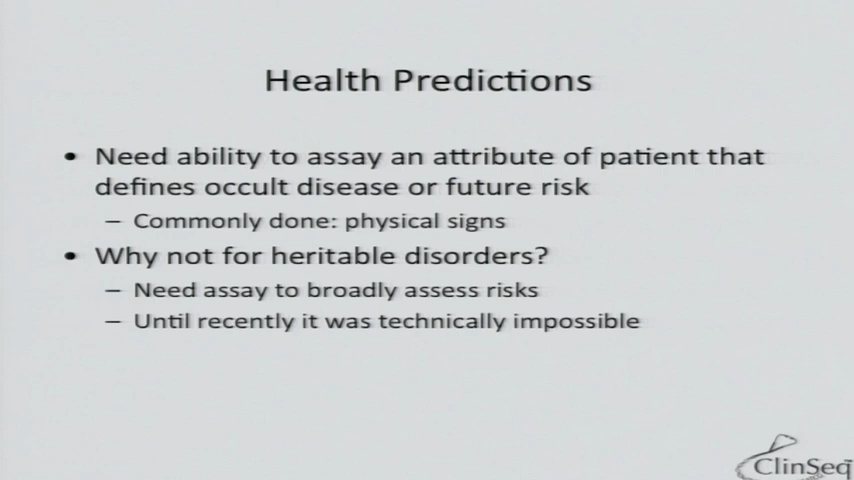 Health Predictions
• Need ability to assay an attribute of patient that
defines occult disease or future risk
– Commonly done: physical signs
• Why not for heritable disorders?
– Need assay to broadly assess risks
– Until recently it was technically impossible
ClinSeq